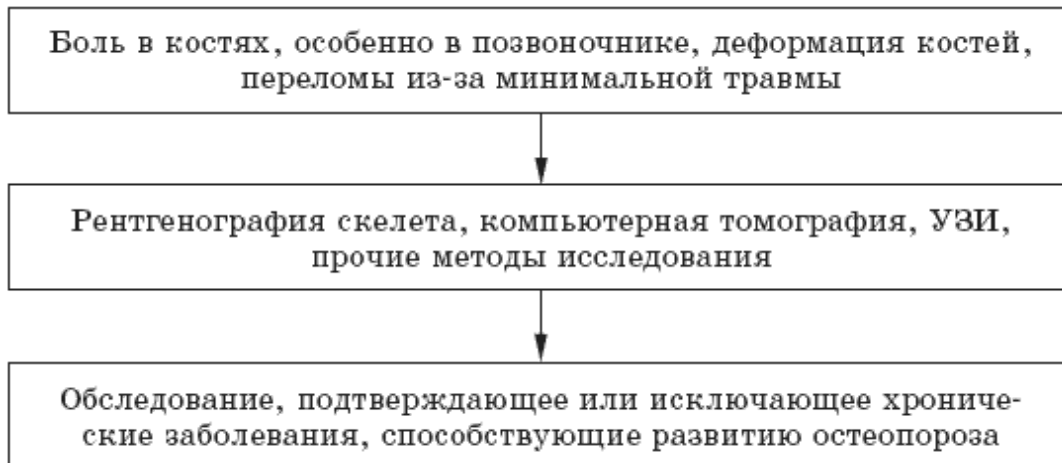 Боль в костях, особенно в позвоночнике, деформация костей,
переломы из-за минимальной травмы
Рентгенография скелета, компьютерная томография, УЗИ,
прочие методы исследования
Обследование, подтверждающее или исключающее хрониче-
ские заболевания, способствующие развитию остеопороза